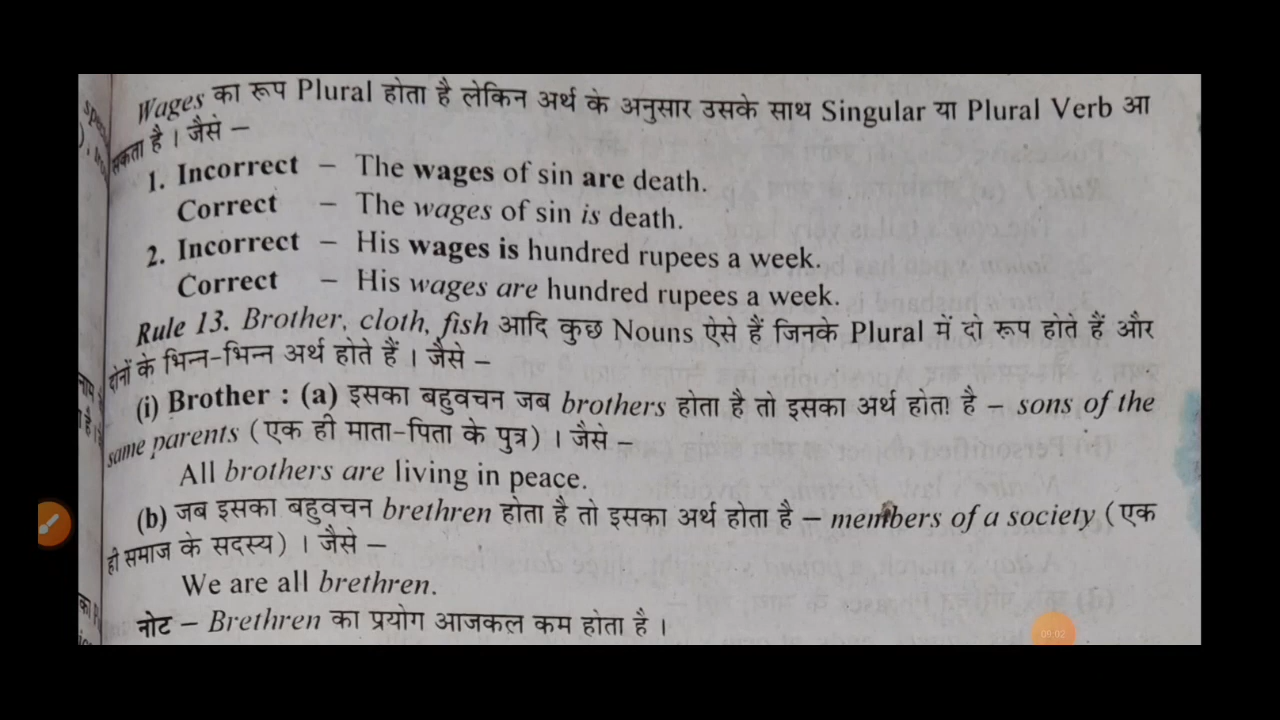 Wages का रूप Plural होता है लेकिन अर्थ के अनुसार उसके साथ Singular या Plural Verb आ
सकता है । जैसे –
1. Incorrect – The wages of sin are death.
Correct – The wages of sin is death.
2. Incorrect – His wages is hundred rupees a week.
Correct – His wages are hundred rupees a week.
Rule 13. Brother, cloth, fish आदि कुछ Nouns ऐसे हैं जिनके Plural में दो रूप होते हैं और
दोनों के भिन्न-भिन्न अर्थ होते हैं । जैसे –
(i) Brother : (a) इसका बहुवचन जब brothers होता है तो इसका अर्थ होता है – sons of the
same parents (एक ही माता-पिता के पुत्र) । जैसे –
All brothers are living in peace.
(b) जब इसका बहुवचन brethren होता है तो इसका अर्थ होता है – members of a society (एक
ही समाज के सदस्य) । जैसे –
We are all brethren.
नोट – Brethren का प्रयोग आजकल कम होता है ।
09:02